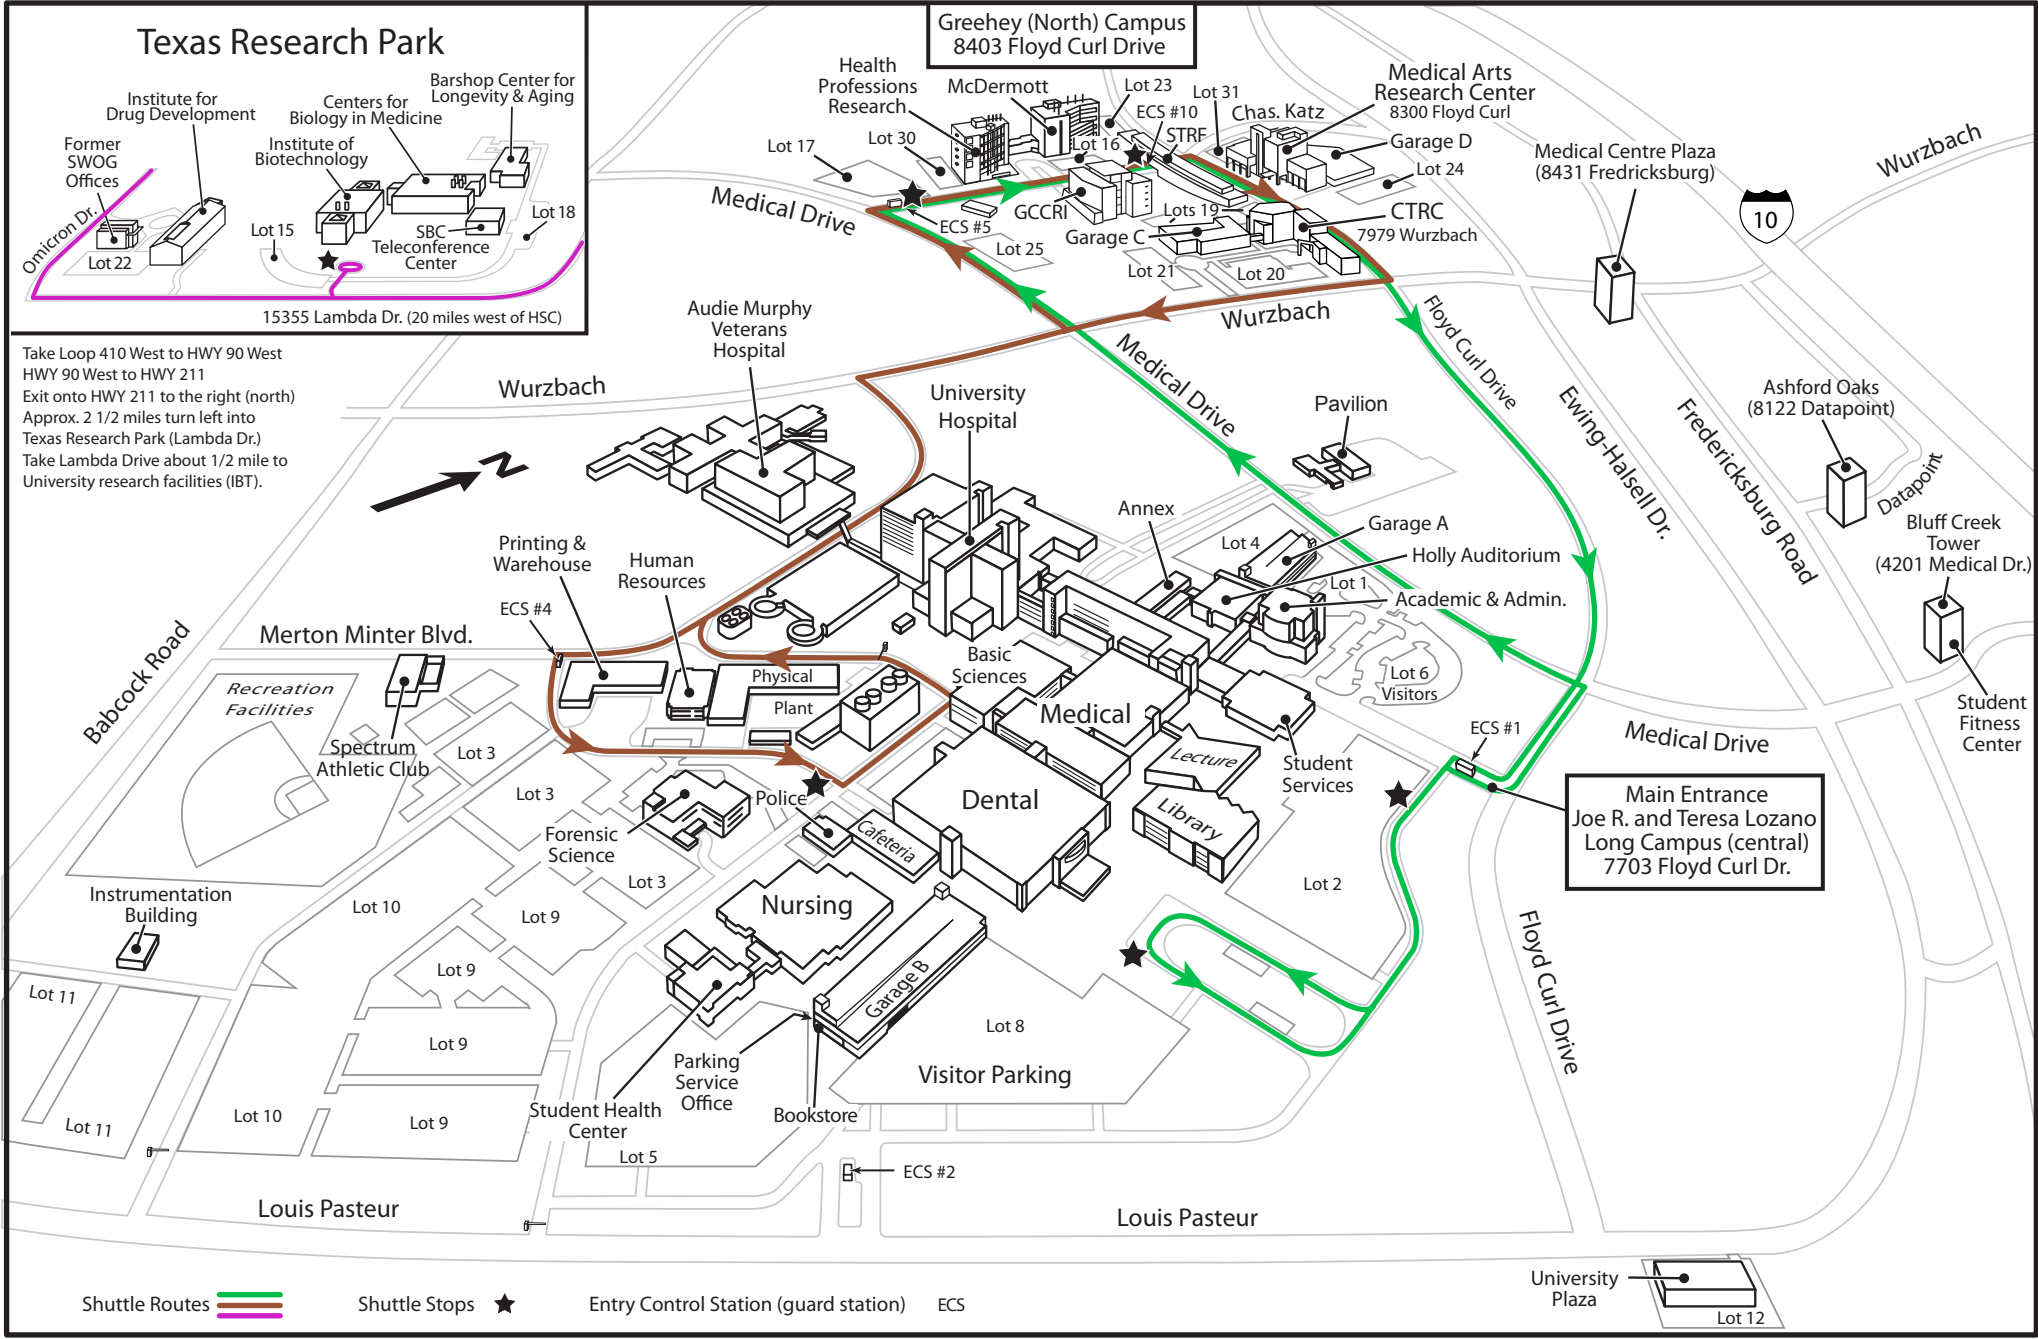 Texas Research Park
Institute for
Drug Development
Centers for
Biology in Medicine
Barshop Center for
Longevity & Aging
Former
SWOG
Offices
Institute of
Biotechnology
Omicron Dr.
Lot 22
Lot 15
SBC
Teleconference
Center
Lot 18
15355 Lambda Dr. (20 miles west of HSC)
Take Loop 410 West to HWY 90 West
HWY 90 West to HWY 211
Exit onto HWY 211 to the right (north)
Approx. 2 1/2 miles turn left into
Texas Research Park (Lambda Dr.)
Take Lambda Drive about 1/2 mile to
University research facilities (IBT).
N
Greehey (North) Campus
8403 Floyd Curl Drive
Health
Professions
Research
McDermott
Lot 23
ECS #10
Lot 31
STRF
Chas. Katz
Medical Arts
Research Center
8300 Floyd Curl
Garage D
Lot 24
Lot 17
Lot 30
Lot 16
Medical Drive
GCCRI
ECS #5
Lot 25
Lots 19
Garage C
CTRC
7979 Wurzbach
Lot 21
Lot 20
Medical Centre Plaza
(8431 Fredricksburg)
10
Wurzbach
Wurzbach
Wurzbach
Audie Murphy
Veterans
Hospital
University
Hospital
Medical Drive
Floyd Curl Drive
Ewing-Halsell Dr.
Fredericksburg Road
Pavilion
Ashford Oaks
(8122 Datapoint)
Datapoint
Bluff Creek
Tower
(4201 Medical Dr.)
Student
Fitness
Center
Annex
Lot 4
Garage A
Holly Auditorium
Lot 1
Academic & Admin.
Lot 6
Visitors
Printing &
Warehouse
Human
Resources
ECS #4
Merton Minter Blvd.
Babcock Road
Recreation
Facilities
Spectrum
Athletic Club
Physical
Plant
Basic
Sciences
Medical
Lecture
Student
Services
ECS #1
Medical Drive
Main Entrance
Joe R. and Teresa Lozano
Long Campus (central)
7703 Floyd Curl Dr.
Lot 3
Lot 3
Lot 3
Forensic
Science
Police
Cafeteria
Dental
Library
Lot 2
Instrumentation
Building
Lot 10
Lot 9
Nursing
Garage B
Lot 9
Lot 11
Lot 9
Lot 8
Visitor Parking
Floyd Curl Drive
Parking
Service
Office
Bookstore
Student Health
Center
Lot 5
Lot 11
Lot 10
Lot 9
ECS #2
Louis Pasteur
Louis Pasteur
University
Plaza
Lot 12
Shuttle Routes
Shuttle Stops
Entry Control Station (guard station) ECS